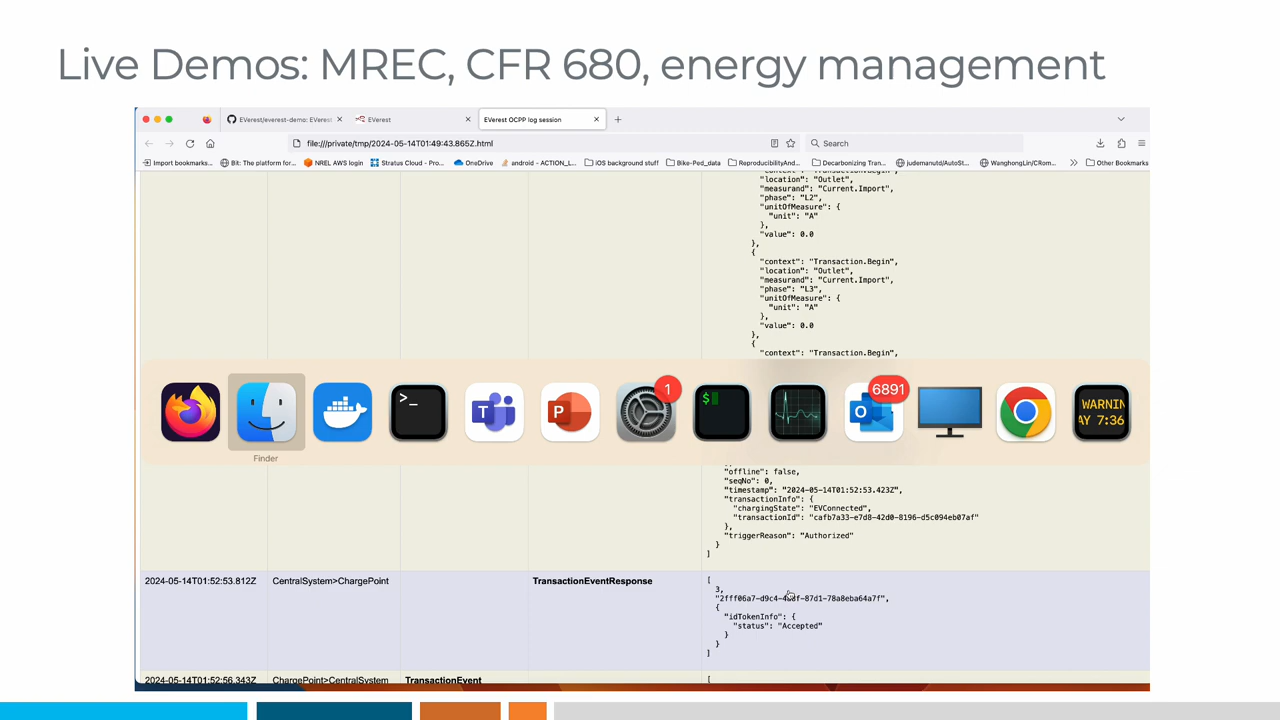 Live Demos: MREC, CFR 680, energy management
EVerest/everest-demo: EVerest
EVerest
EVerest OCPP log session
file:///private/tmp/2024-05-14T01:49:43.865Z.html
Search
Import bookmarks...
Bit: The platform for...
NREL AWS login
Stratus Cloud - Pro...
OneDrive
android - ACTION_L...
iOS background stuff
Bike-Ped_data
ReproducibilityAnd...
Decarbonizing Tran...
judemanutd/AutoSt...
WanghongLin/CRom...
Other Bookmarks
"context": "Transaction.Begin",
"location": "Outlet",
"measurand": "Current.Import",
"phase": "L2",
"unitOfMeasure": {
"unit": "A"
},
"value": 0.0
},
{
"context": "Transaction.Begin",
"location": "Outlet",
"measurand": "Current.Import",
"phase": "L3",
"unitOfMeasure": {
"unit": "A"
},
"value": 0.0
},
{
"context": "Transaction.Begin",
>_
T
P
1
$
O
6891
WARNIN
AY 7:36
Finder
"offline": false,
"seqNo": 0,
"timestamp": "2024-05-14T01:52:53.423Z",
"transactionInfo": {
"chargingState": "EVConnected",
"transactionId": "cafb7a33-e7d8-42d0-8196-d5c094eb07af"
},
"triggerReason": "Authorized"
}
]
2024-05-14T01:52:53.812Z CentralSystem>ChargePoint TransactionEventResponse [
3,
{
"idTokenInfo": {
"status": "Accepted"
}
}
]
2024-05-14T01:52:56.343Z ChargePoint>CentralSystem TransactionEvent [